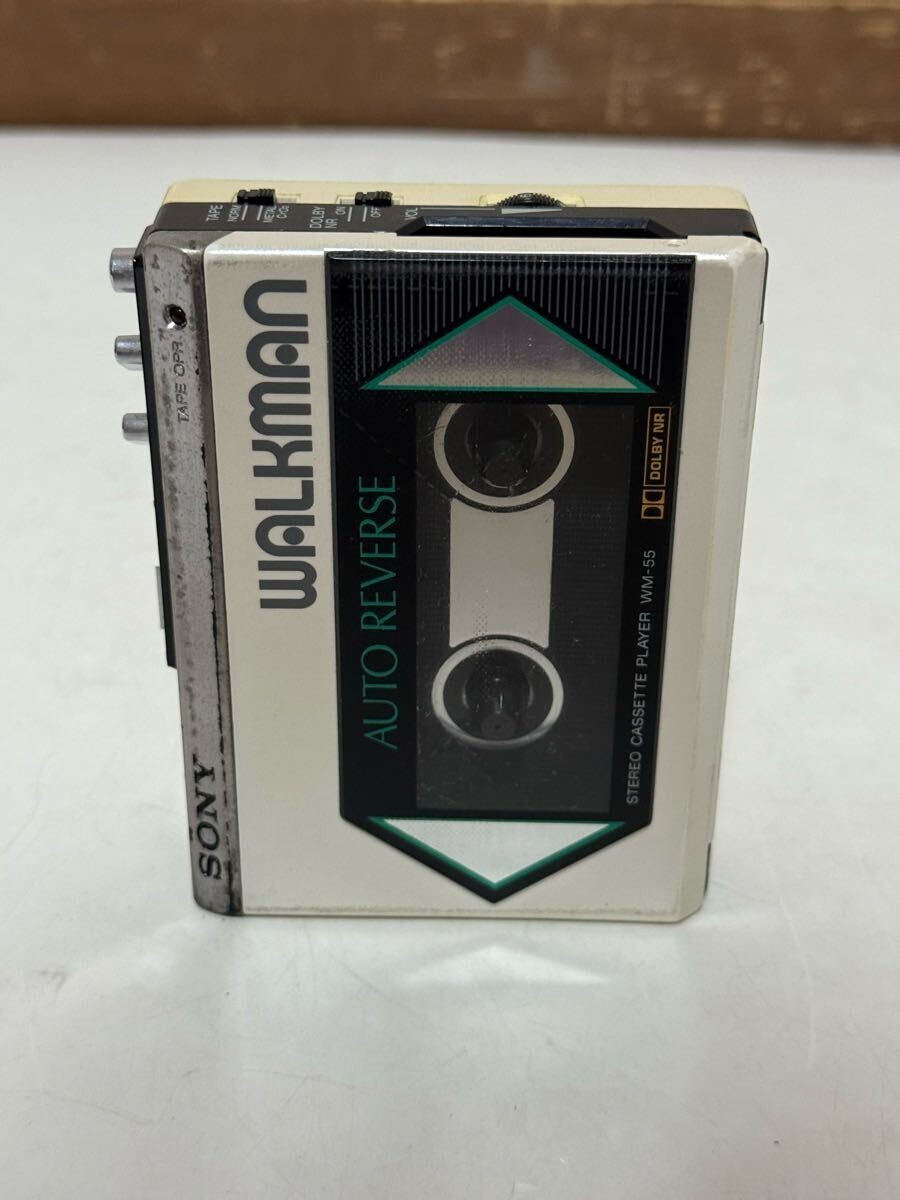 TAPE
NORM
METAL
CrO2
DOLBY
NR
ON
OFF
VOL
TAPE OPR
WALKMAN
AUTO REVERSE
DOLBY NR
STEREO CASSETTE PLAYER WM-55
SONY